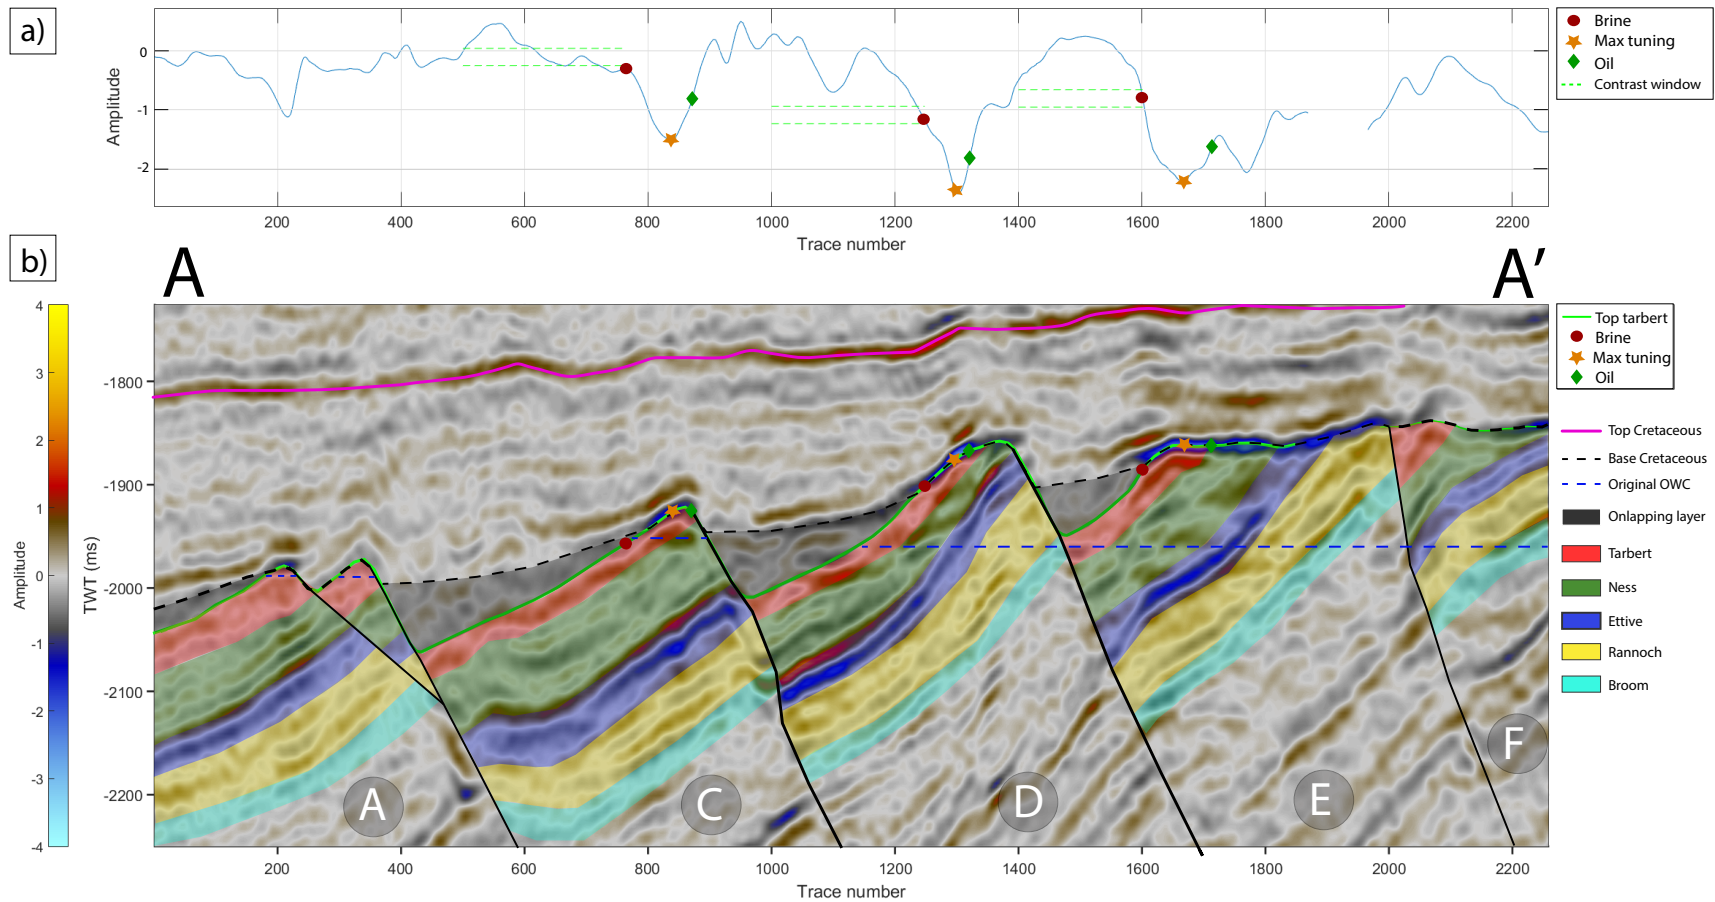 a)
Amplitude
0
-1
-2
200
400
600
800
1000
1200
1400
1600
1800
2000
2200
Trace number
Brine
Max tuning
Oil
Contrast window
b)
A
A’
4
3
2
1
0
-1
-2
-3
-4
Amplitude
TWT (ms)
-1800
-1900
-2000
-2100
-2200
A
C
D
E
F
200
400
600
800
1000
1200
1400
1600
1800
2000
2200
Trace number
Top tarbert
Brine
Max tuning
Oil
Top Cretaceous
Base Cretaceous
Original OWC
Onlapping layer
Tarbert
Ness
Ettive
Rannoch
Broom